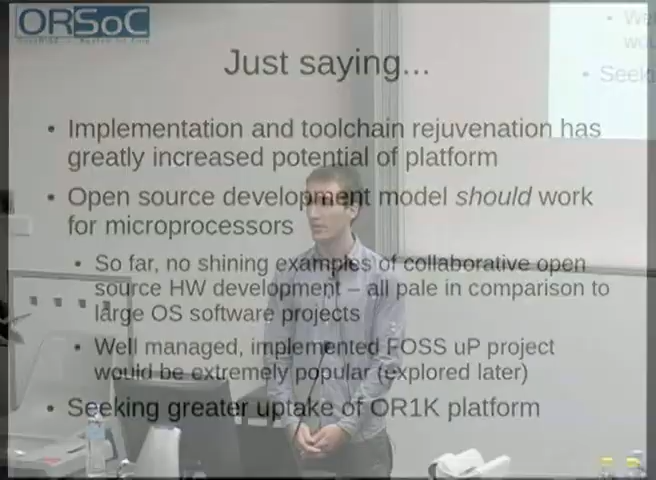 ORSoC
Just saying...
• Implementation and toolchain rejuvenation has
greatly increased potential of platform
• Open source development model should work
for microprocessors
• So far, no shining examples of collaborative open
source HW development – all pale in comparison to
large OS software projects
• Well managed, implemented FOSS uP project
would be extremely popular (explored later)
• Seeking greater uptake of OR1K platform